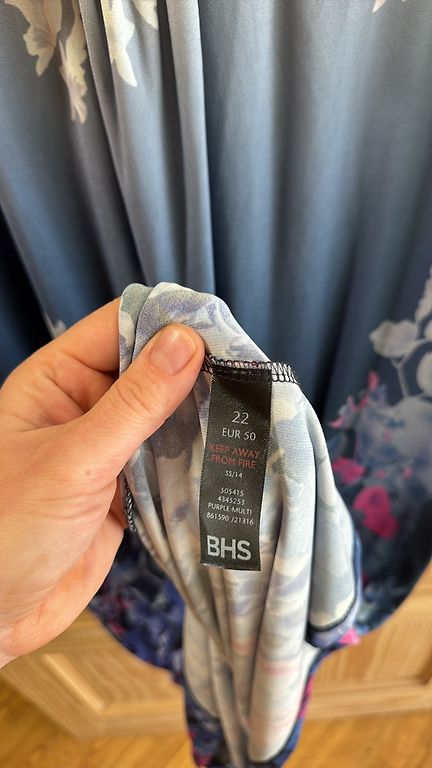 22
EUR 50
KEEP AWAY
FROM FIRE
SS/14
505415
4345253
PURPLE MULTI
861590 /21316
BHS